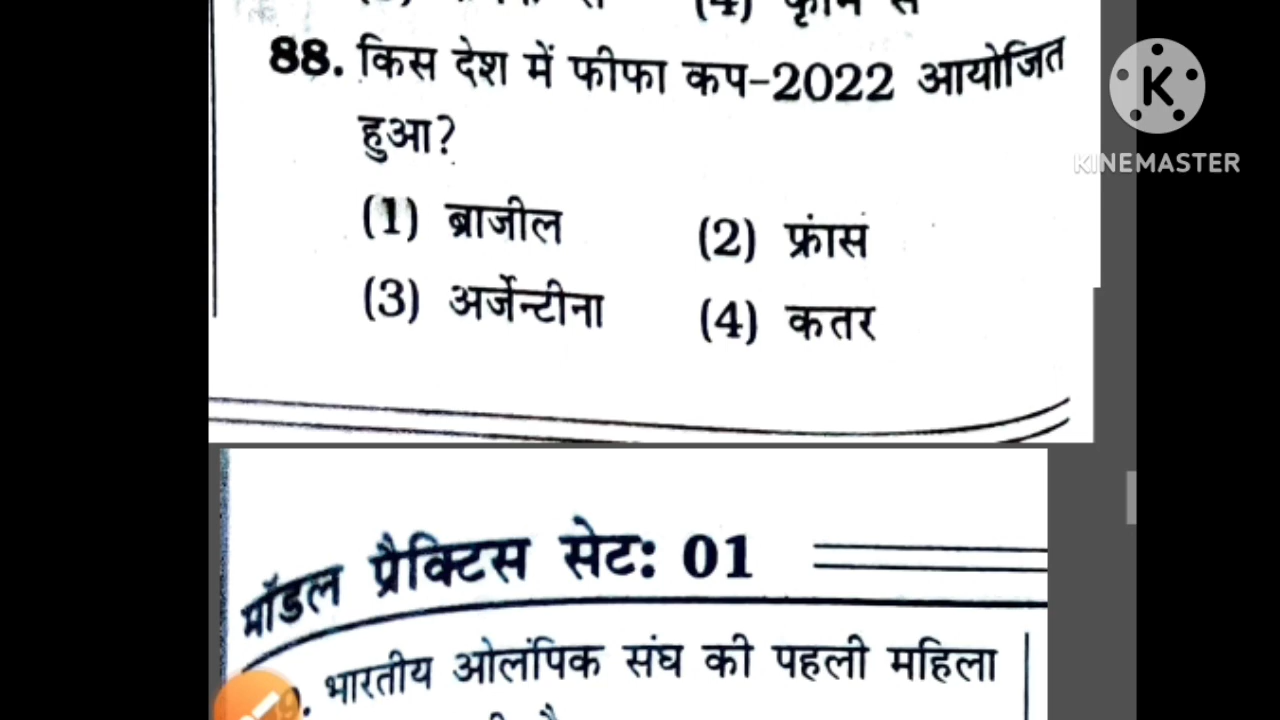 88. किस देश में फीफा कप-2022 आयोजित
हुआ?
(1) ब्राजील (2) फ्रांस
(3) अर्जेन्टीना (4) कतर
K
KINEMASTER
मॉडल प्रैक्टिस सेट: 01
भारतीय ओलंपिक संघ की पहली महिला